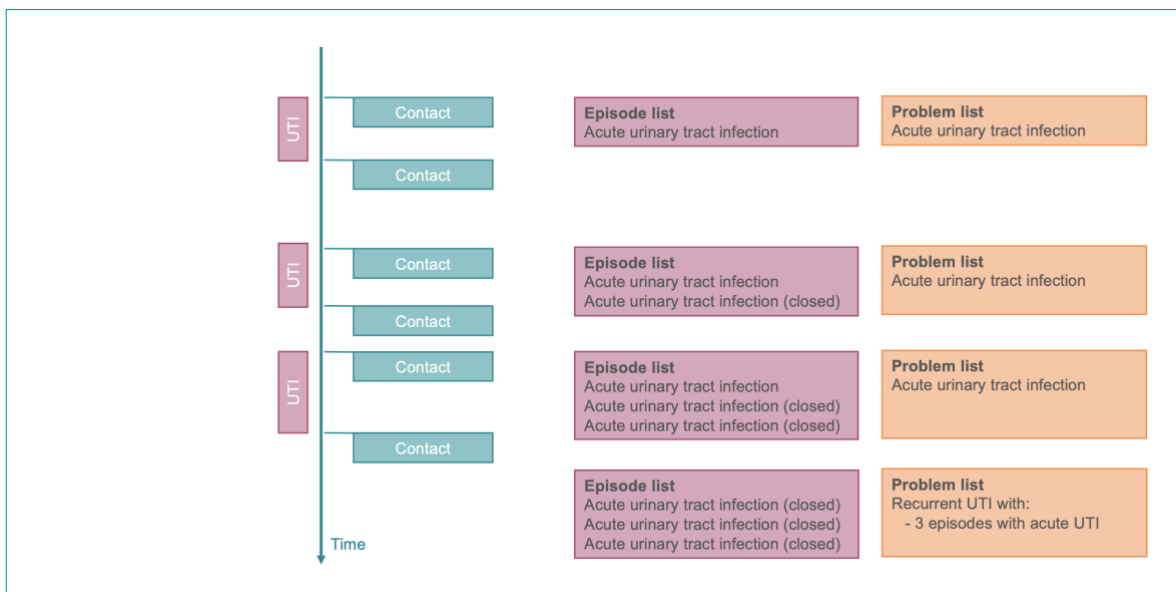 UTI
Contact
Episode list
Acute urinary tract infection
Problem list
Acute urinary tract infection
Contact
UTI
Contact
Episode list
Acute urinary tract infection
Acute urinary tract infection (closed)
Problem list
Acute urinary tract infection
Contact
UTI
Contact
Episode list
Acute urinary tract infection
Acute urinary tract infection (closed)
Acute urinary tract infection (closed)
Problem list
Acute urinary tract infection
Contact
Episode list
Acute urinary tract infection (closed)
Acute urinary tract infection (closed)
Acute urinary tract infection (closed)
Problem list
Recurrent UTI with:
- 3 episodes with acute UTI
Time